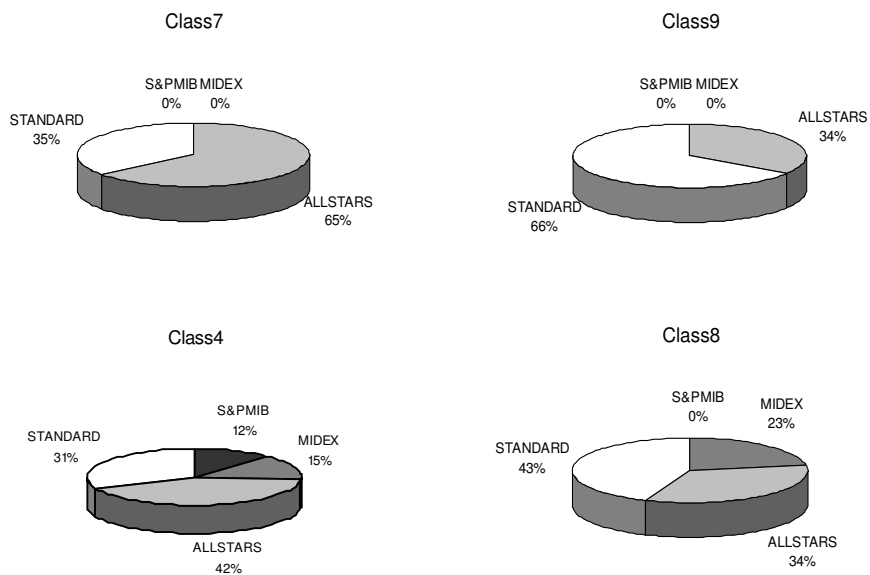 Class7
S&PMIB MIDEX
0% 0%
STANDARD
35%
ALLSTARS
65%
Class9
S&PMIB MIDEX
0% 0%
ALLSTARS
34%
STANDARD
66%
Class4
S&PMIB
12%
MIDEX
15%
STANDARD
31%
ALLSTARS
42%
Class8
S&PMIB
0%
MIDEX
23%
STANDARD
43%
ALLSTARS
34%